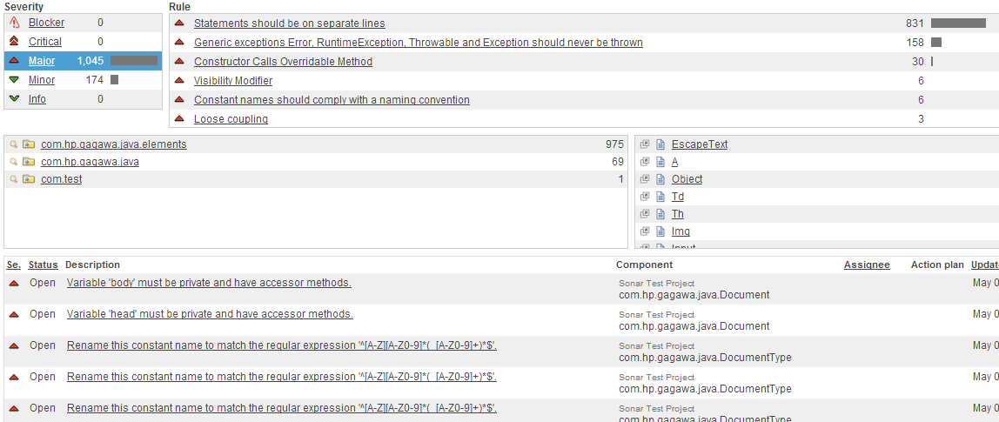 Severity
Blocker 0
Critical 0
Major 1,045
Minor 174
Info 0
Rule
Statements should be on separate lines 831
Generic exceptions Error, RuntimeException, Throwable and Exception should never be thrown 158
Constructor Calls Overridable Method 30
Visibility Modifier 6
Constant names should comply with a naming convention 6
Loose coupling 3
com.hp.gagawa.java.elements 975
com.hp.gagawa.java 69
com.test 1
EscapeText
A
Object
Td
Th
Img
Input
Se. Status Description Component Assignee Action plan Updat
Open Variable 'body' must be private and have accessor methods. Sonar Test Project May 0
com.hp.gagawa.java.Document
Open Variable 'head' must be private and have accessor methods. Sonar Test Project May 0
com.hp.gagawa.java.Document
Open Rename this constant name to match the regular expression '^[A-Z][A-Z0-9]*(_[A-Z0-9]+)*$'. Sonar Test Project May 0
com.hp.gagawa.java.DocumentType
Open Rename this constant name to match the regular expression '^[A-Z][A-Z0-9]*(_[A-Z0-9]+)*$'. Sonar Test Project May 0
com.hp.gagawa.java.DocumentType
Open Rename this constant name to match the regular expression '^[A-Z][A-Z0-9]*(_[A-Z0-9]+)*$'. Sonar Test Project May 0
com.hp.gagawa.java.DocumentType